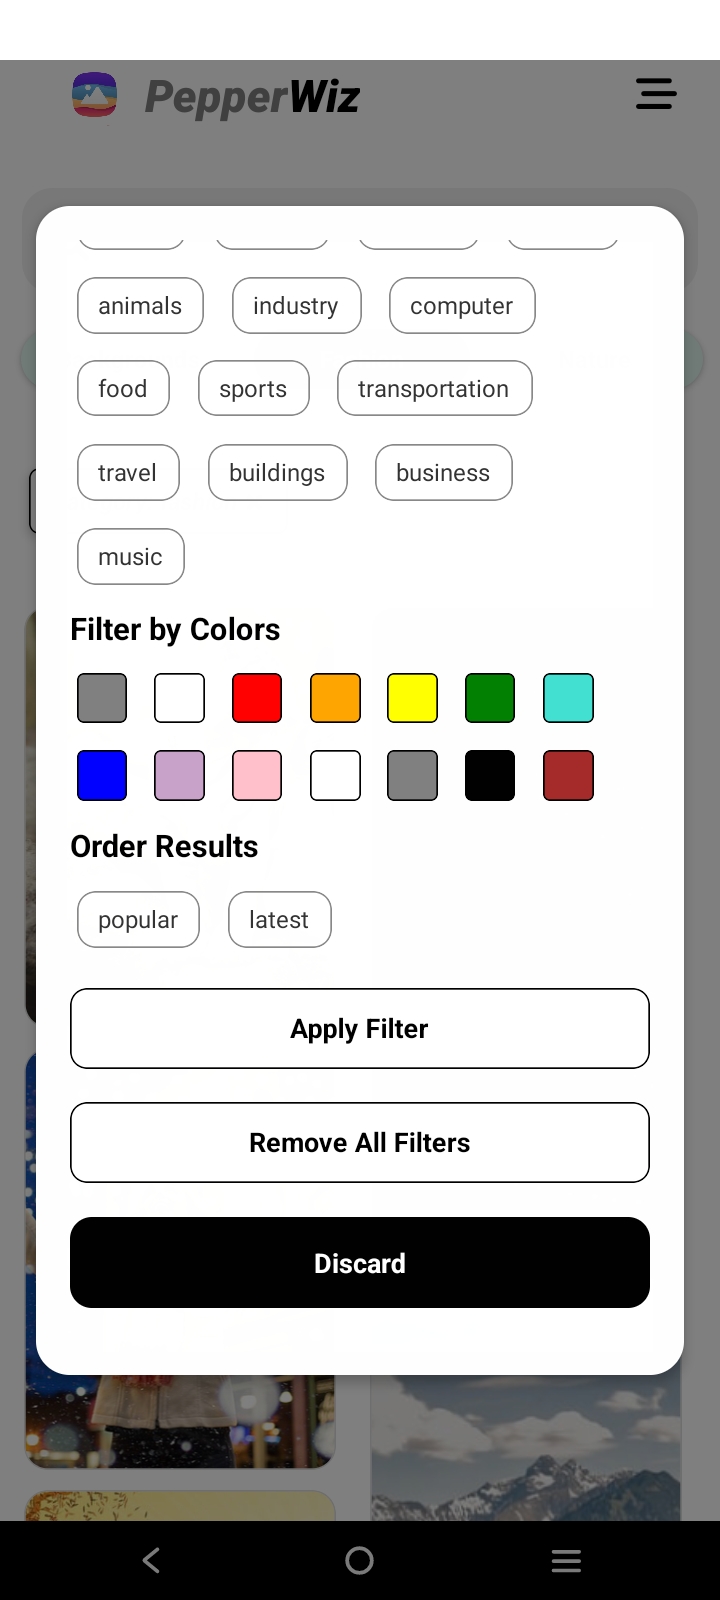 PepperWiz
animals industry computer
food sports transportation
travel buildings business
music
Filter by Colors
Order Results
popular latest
Apply Filter
Remove All Filters
Discard